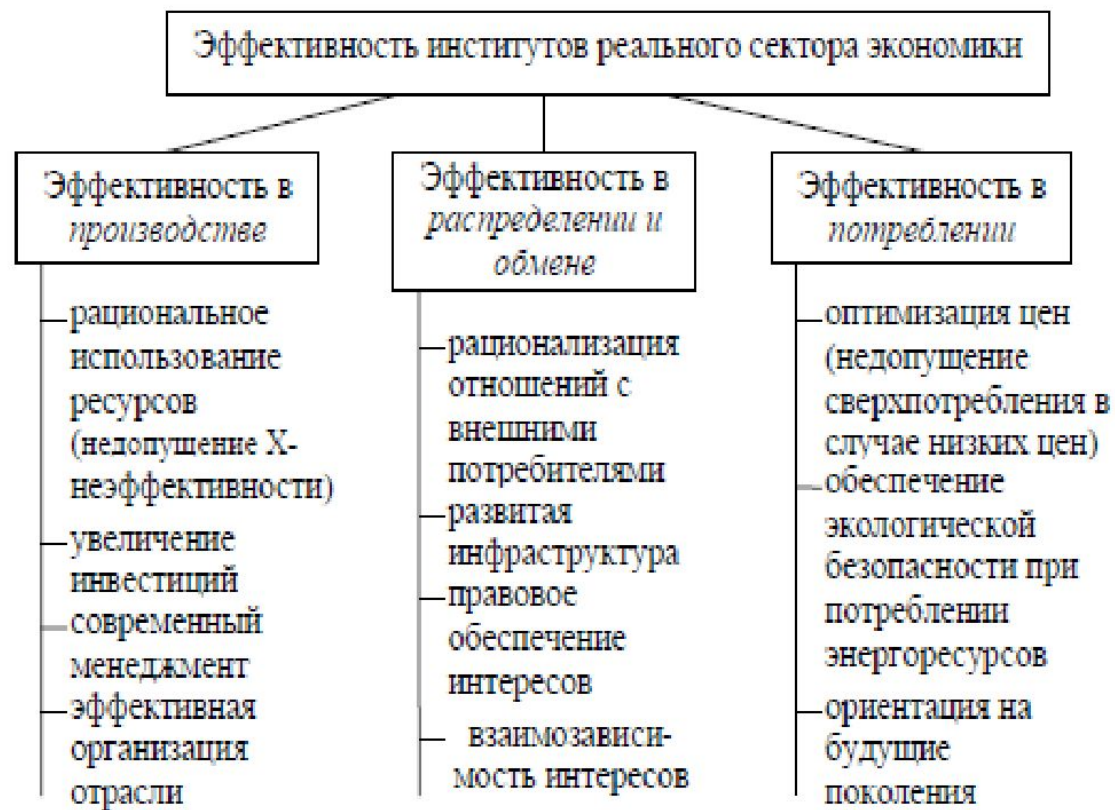 Эффективность институтов реального сектора экономики
Эффективность в
производстве
рациональное
использование
ресурсов
(недопущение Х-
неэффективности)
увеличение
инвестиций
современный
менеджмент
эффективная
организация
отрасли
Эффективность в
распределении и
обмене
рационализация
отношений с
внешними
потребителями
развитая
инфраструктура
правовое
обеспечение
интересов
взаимозависи-
мость интересов
Эффективность в
потреблении
оптимизация цен
(недопущение
сверхпотребления в
случае низких цен)
обеспечение
экологической
безопасности при
потреблении
энергоресурсов
ориентация на
будущие
поколения